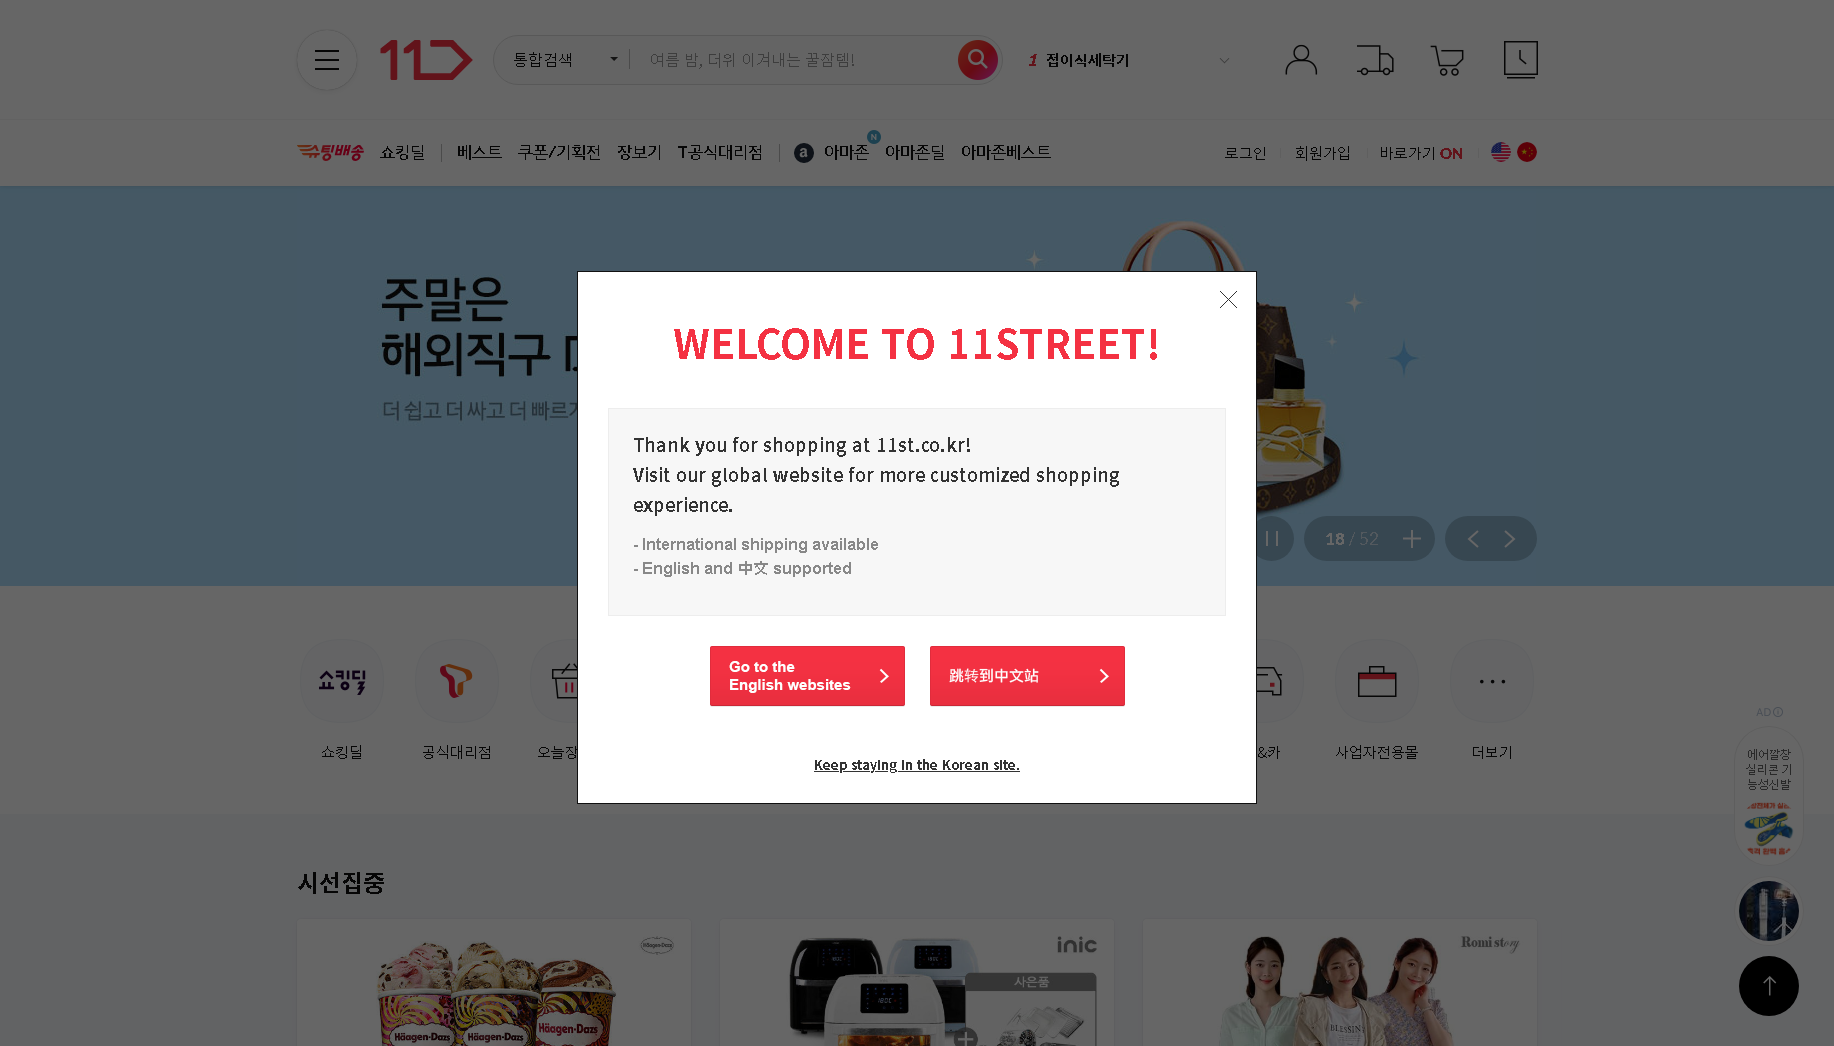 11
통합검색
여름 밤, 더위 이겨내는 꿀잠템!
1 접이식세탁기
슈팅배송
쇼킹딜
베스트
쿠폰/기획전
장보기
T공식대리점
a
아마존
N
아마존딜
아마존베스트
로그인
회원가입
바로가기 ON
주말은
해외직구
더 쉽고 더 싸고 더 빠르게
WELCOME TO 11STREET!
Thank you for shopping at 11st.co.kr!
Visit our global website for more customized shopping
experience.
- International shipping available
- English and 中文 supported
Go to the
English websites
跳转到中文站
Keep staying in the Korean site.
18 / 52
쇼킹딜
쇼킹딜
공식대리점
오늘장
&카
사업자전용몰
더보기
AD
에어깔창
실리콘 기
능성신발
시선집중
Häagen-Dazs
Häagen-Dazs
Häagen-Dazs
Häagen-Dazs
inic
사은품
Romistory
BLESSIN